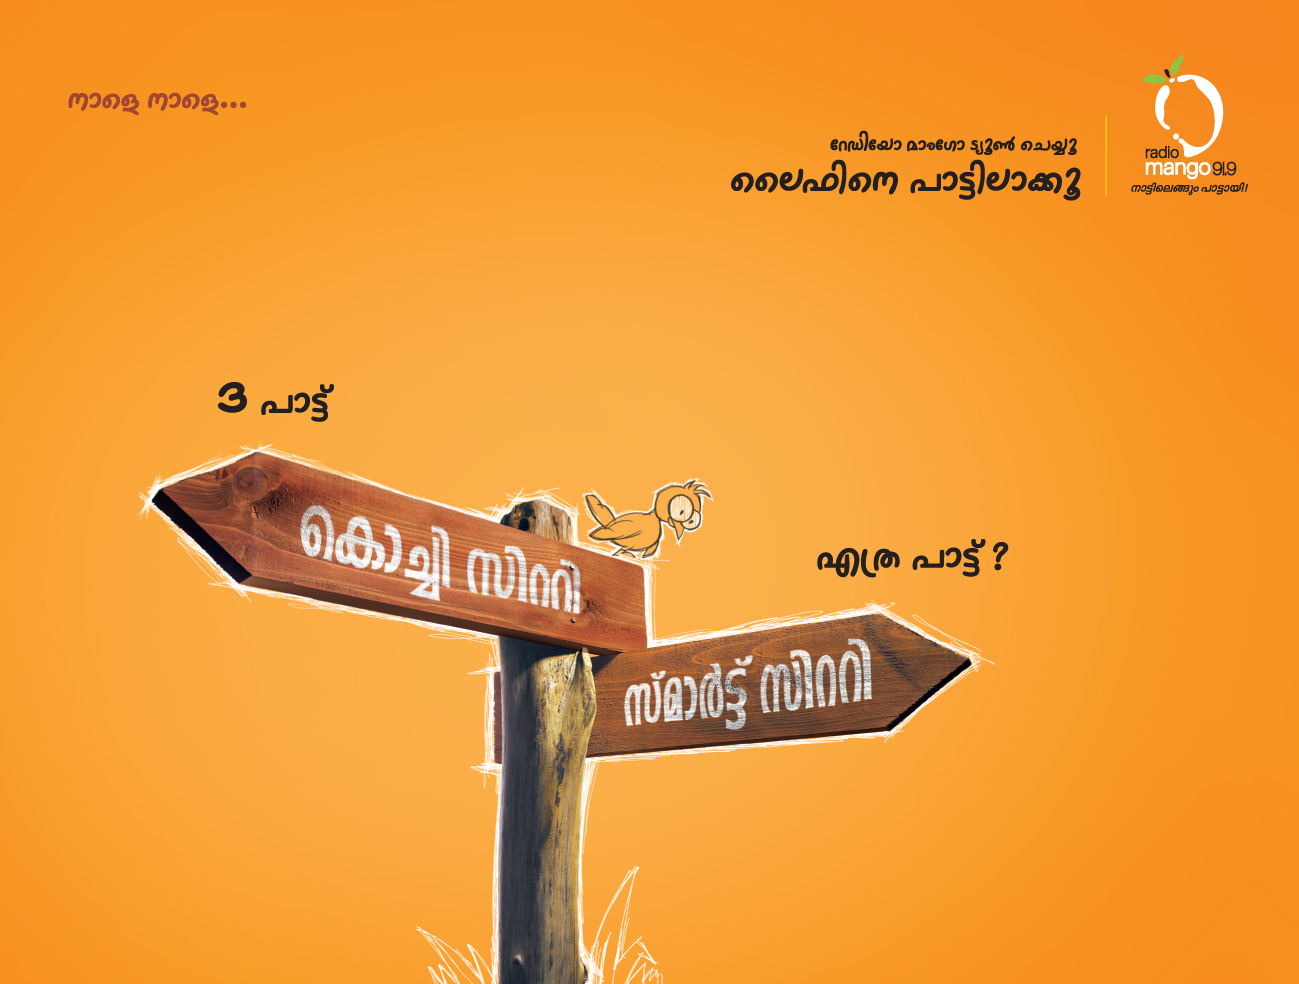 നാളെ നാളെ...
റേഡിയോ മാംഗോ ട്യൂൺ ചെയ്യൂ
ലൈഫിനെ പാട്ടിലാക്കൂ
radio
mango 91.9
നാട്ടിലെങ്ങും പാട്ടായി!
3 പാട്ട്
കൊച്ചി സിററി
എത്ര പാട്ട് ?
സ്മാർട്ട് സിററി